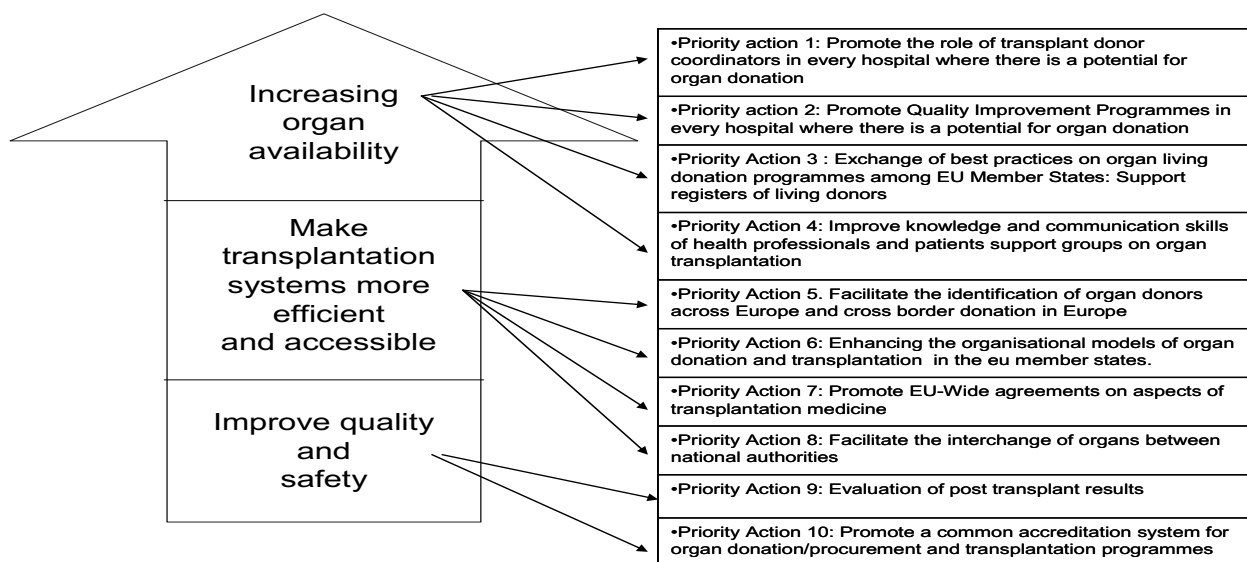 Increasing
organ
availability
Make
transplantation
systems more
efficient
and accessible
Improve quality
and
safety
•Priority action 1: Promote the role of transplant donor
coordinators in every hospital where there is a potential for
organ donation
•Priority action 2: Promote Quality Improvement Programmes in
every hospital where there is a potential for organ donation
•Priority Action 3 : Exchange of best practices on organ living
donation programmes among EU Member States: Support
registers of living donors
•Priority Action 4: Improve knowledge and communication skills
of health professionals and patients support groups on organ
transplantation
•Priority Action 5. Facilitate the identification of organ donors
across Europe and cross border donation in Europe
•Priority Action 6: Enhancing the organisational models of organ
donation and transplantation in the eu member states.
•Priority Action 7: Promote EU-Wide agreements on aspects of
transplantation medicine
•Priority Action 8: Facilitate the interchange of organs between
national authorities
•Priority Action 9: Evaluation of post transplant results
•Priority Action 10: Promote a common accreditation system for
organ donation/procurement and transplantation programmes